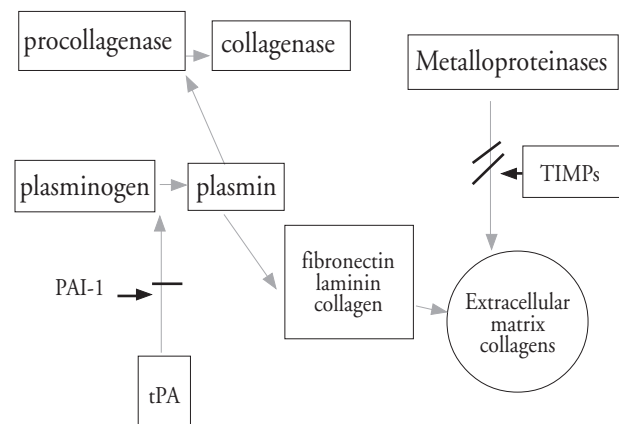 procollagenase
collagenase
Metalloproteinases
plasminogen
plasmin
TIMPs
PAI-1
fibronectin
laminin
collagen
Extracellular
matrix
collagens
tPA